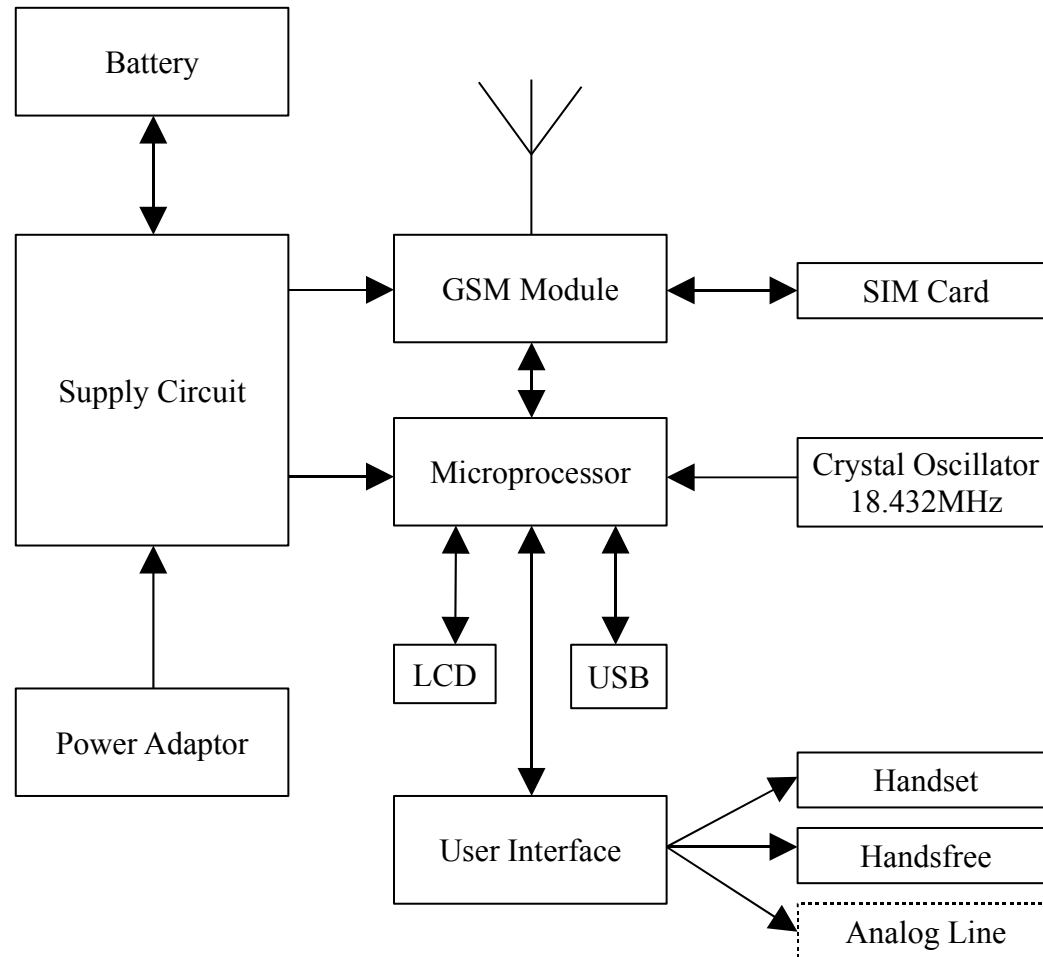 Battery
GSM Module
SIM Card
Supply Circuit
Microprocessor
Crystal Oscillator
18.432MHz
LCD
USB
Power Adaptor
Handset
User Interface
Handsfree
Analog Line